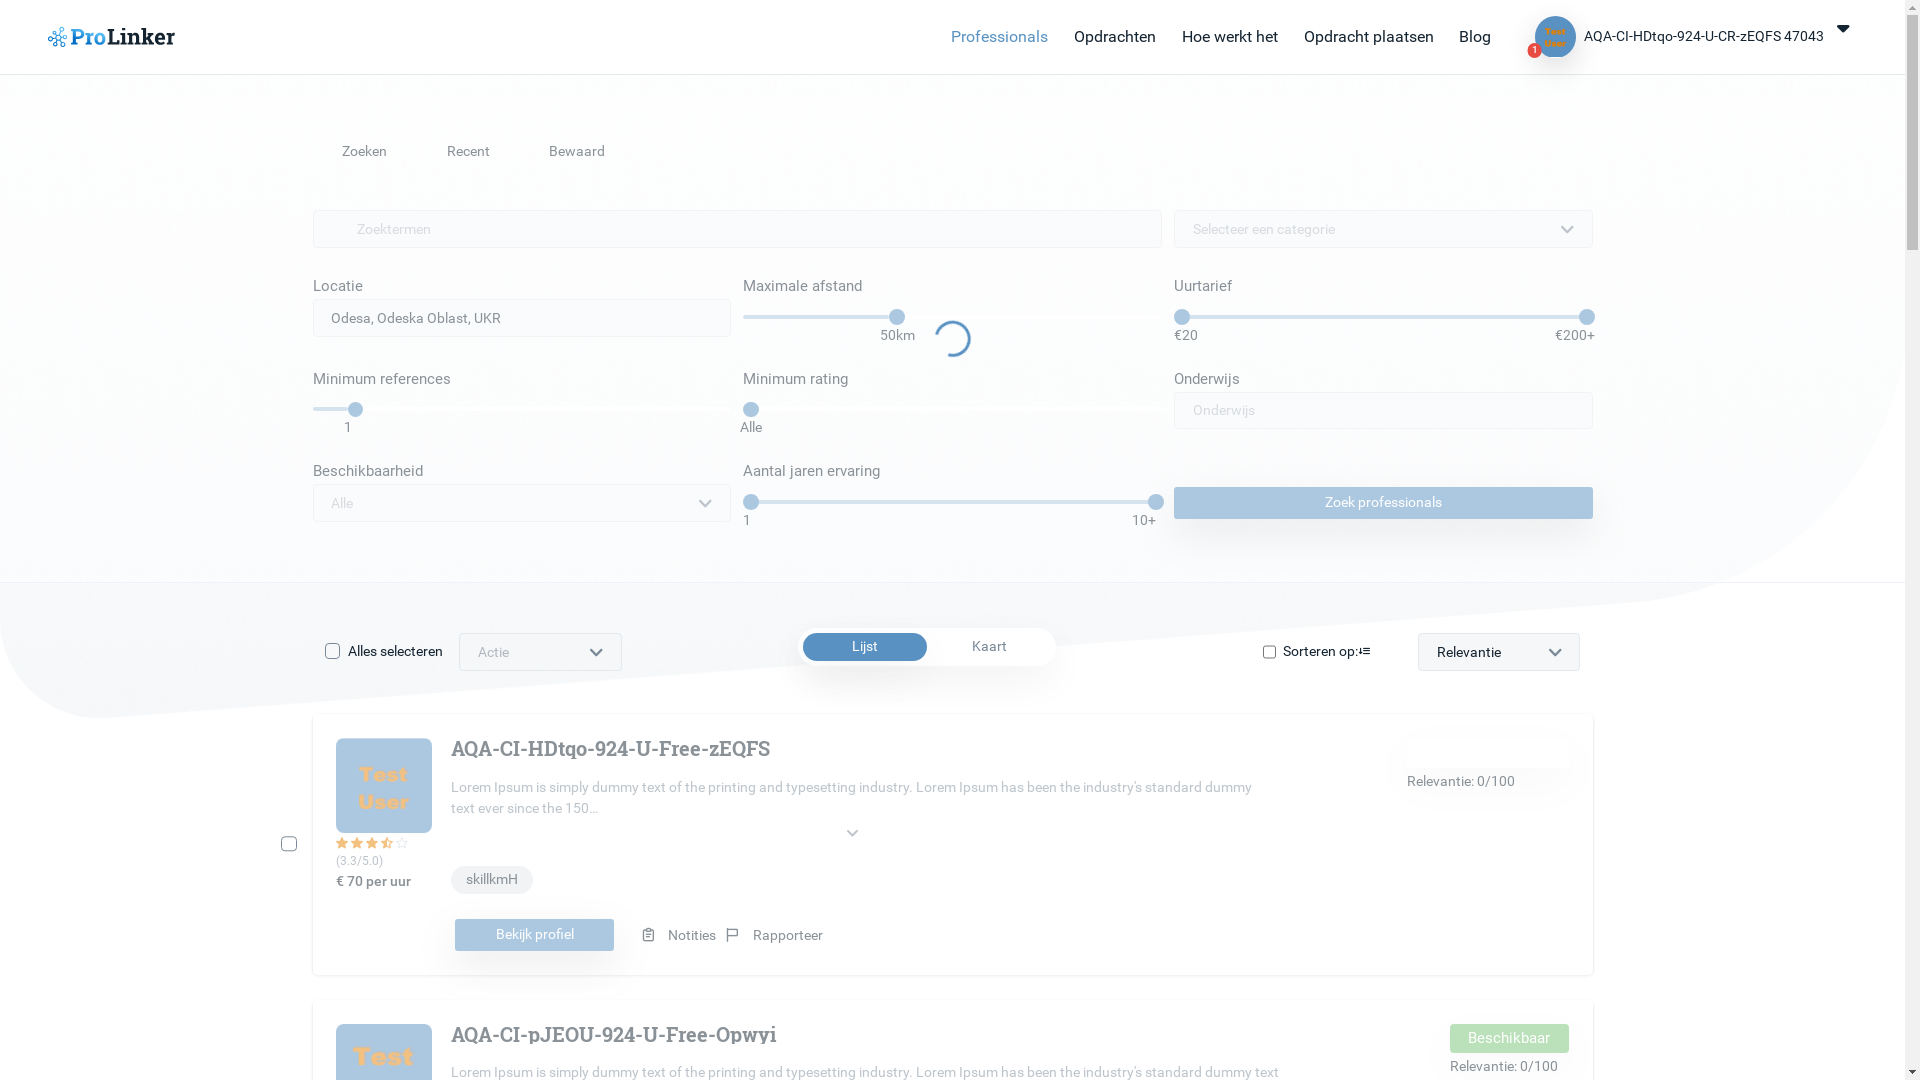 ProLinker
Professionals Opdrachten Hoe werkt het Opdracht plaatsen Blog
Test User
1
AQA-CI-HDtqo-924-U-CR-zEQFS 47043
Zoeken Recent Bewaard
Zoektermen
Selecteer een categorie
Locatie
Odesa, Odeska Oblast, UKR
Maximale afstand
50km
Uurtarief
€20 €200+
Minimum references
1
Minimum rating
Alle
Onderwijs
Onderwijs
Beschikbaarheid
Alle
Aantal jaren ervaring
1 10+
Zoek professionals
Alles selecteren
Actie
Lijst Kaart
Sorteren op:
Relevantie
Test
User
(3.3/5.0)
€ 70 per uur
AQA-CI-HDtqo-924-U-Free-zEQFS
Lorem Ipsum is simply dummy text of the printing and typesetting industry. Lorem Ipsum has been the industry's standard dummy
text ever since the 150...
Relevantie: 0/100
skillkmH
Bekijk profiel Notities Rapporteer
Test
AQA-CI-pJEOU-924-U-Free-Opwyi
Beschikbaar
Lorem Ipsum is simply dummy text of the printing and typesetting industry. Lorem Ipsum has been the industry's standard dummy text
Relevantie: 0/100